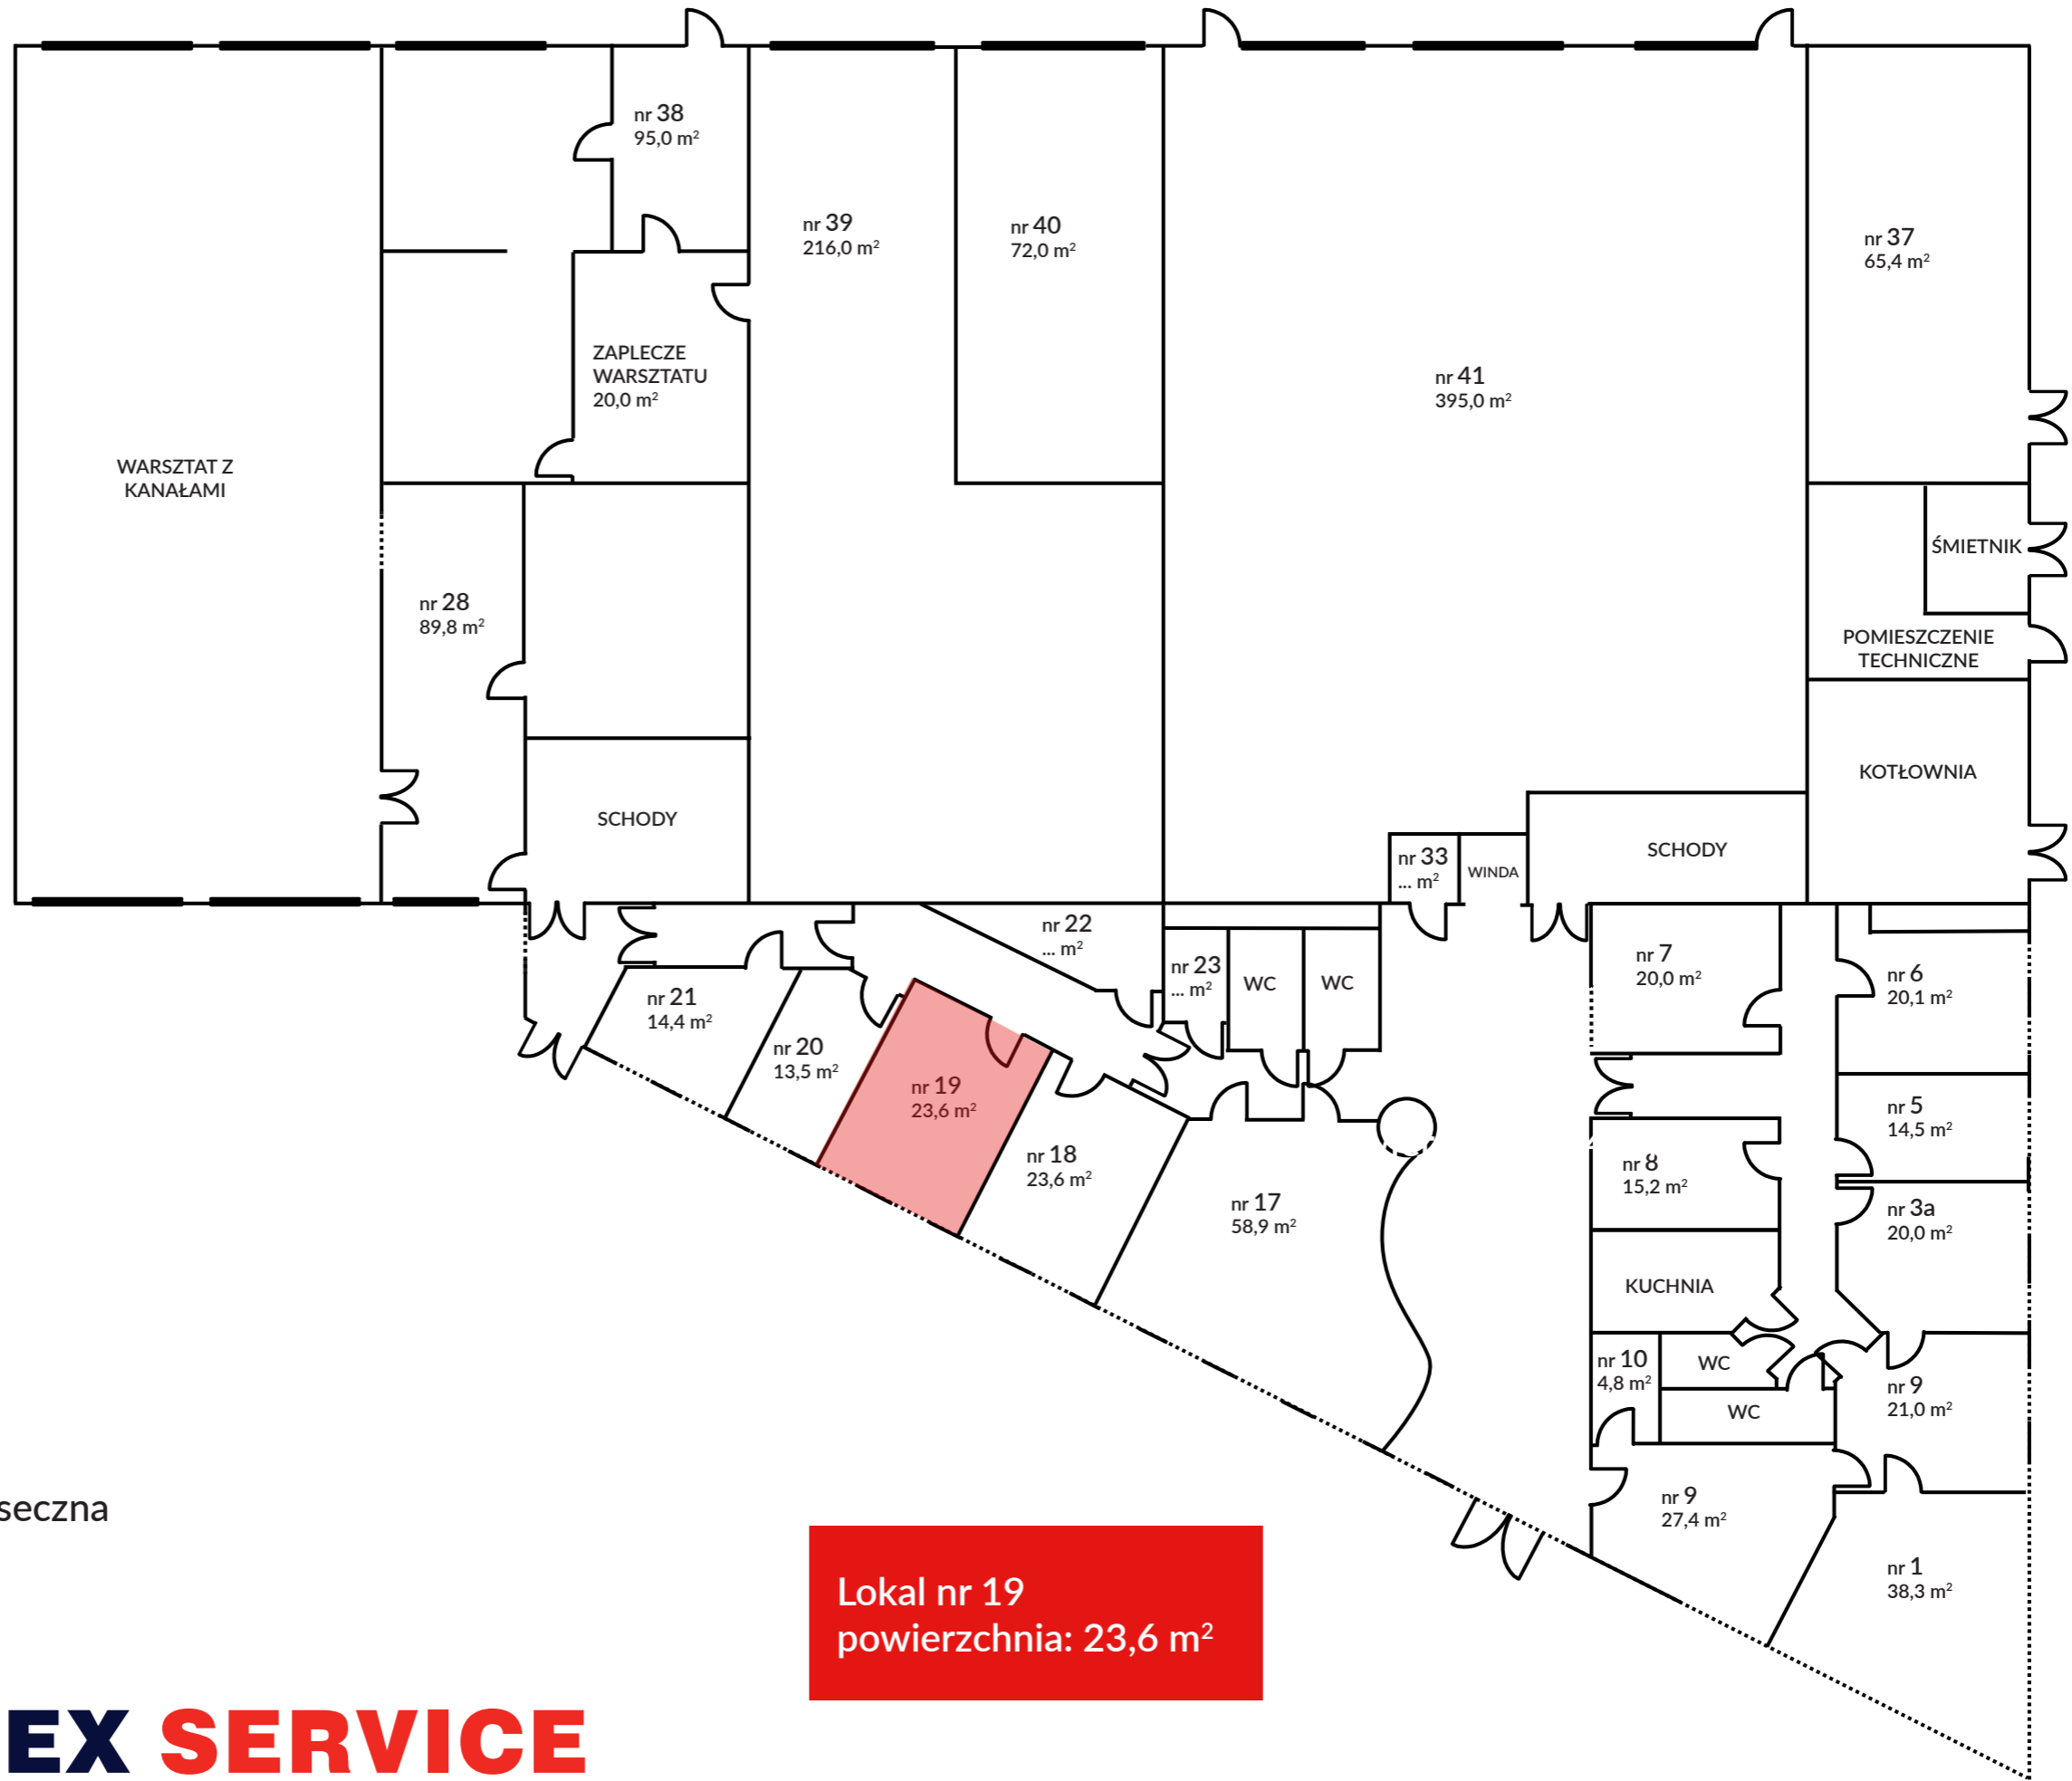 nr 38
95,0 m²
nr 39
216,0 m²
nr 40
72,0 m²
nr 37
65,4 m²
ZAPLECZE
WARSZTATU
20,0 m²
nr 41
395,0 m²
WARSZTAT Z
KANAŁAMI
ŚMIETNIK
nr 28
89,8 m²
POMIESZCZENIE
TECHNICZNE
KOTŁOWNIA
SCHODY
nr 33
... m²
WINDA
SCHODY
nr 22
... m²
nr 23
... m²
WC
WC
nr 7
20,0 m²
nr 6
20,1 m²
nr 21
14,4 m²
nr 20
13,5 m²
nr 19
23,6 m²
nr 18
23,6 m²
nr 17
58,9 m²
nr 5
14,5 m²
nr 8
15,2 m²
nr 3a
20,0 m²
KUCHNIA
nr 10
4,8 m²
WC
WC
nr 9
21,0 m²
nr 9
27,4 m²
nr 1
38,3 m²
seczna
Lokal nr 19
powierzchnia: 23,6 m²
EX SERVICE